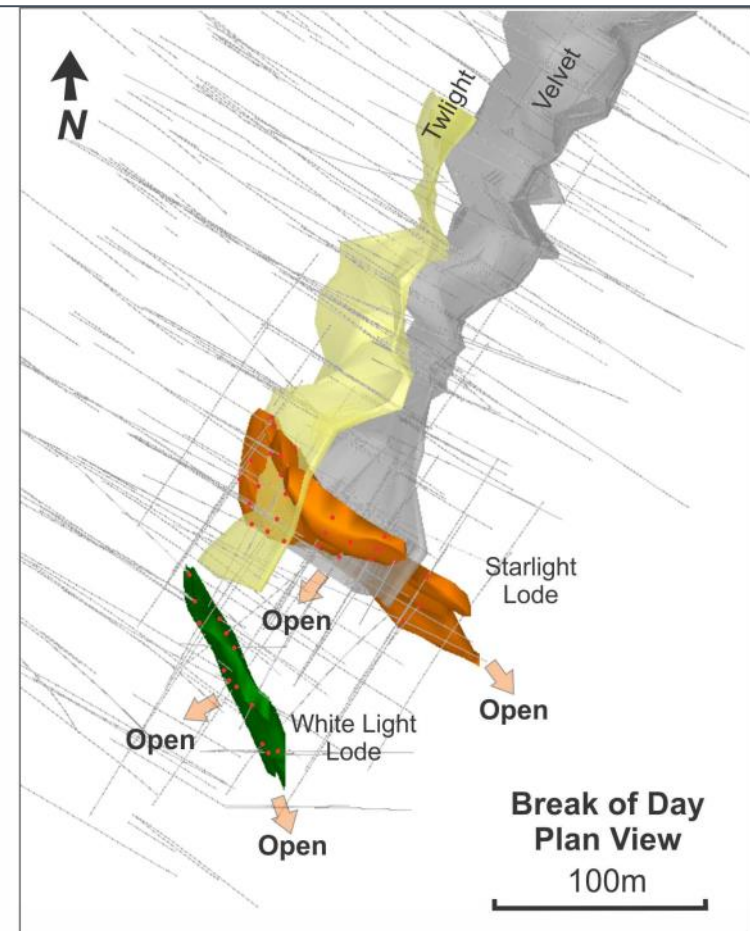 N
Twlight
Velvet
Starlight
Lode
Open
Open
Open
White Light
Lode
Open
Break of Day
Plan View
100m